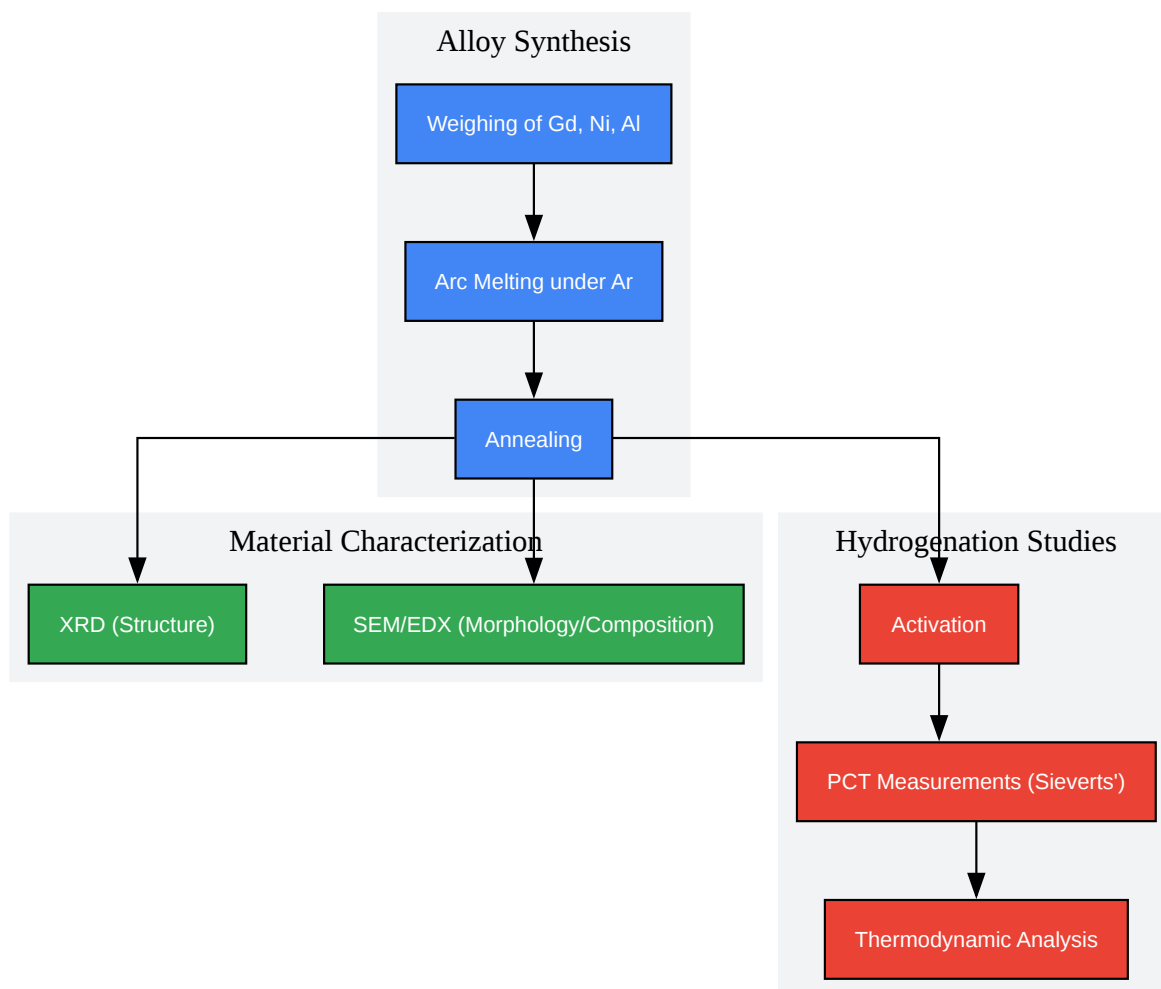 Alloy Synthesis
Weighing of Gd, Ni, Al
Arc Melting under Ar
Annealing
Material Characterization
XRD (Structure)
SEM/EDX (Morphology/Composition)
Hydrogenation Studies
Activation
PCT Measurements (Sieverts')
Thermodynamic Analysis